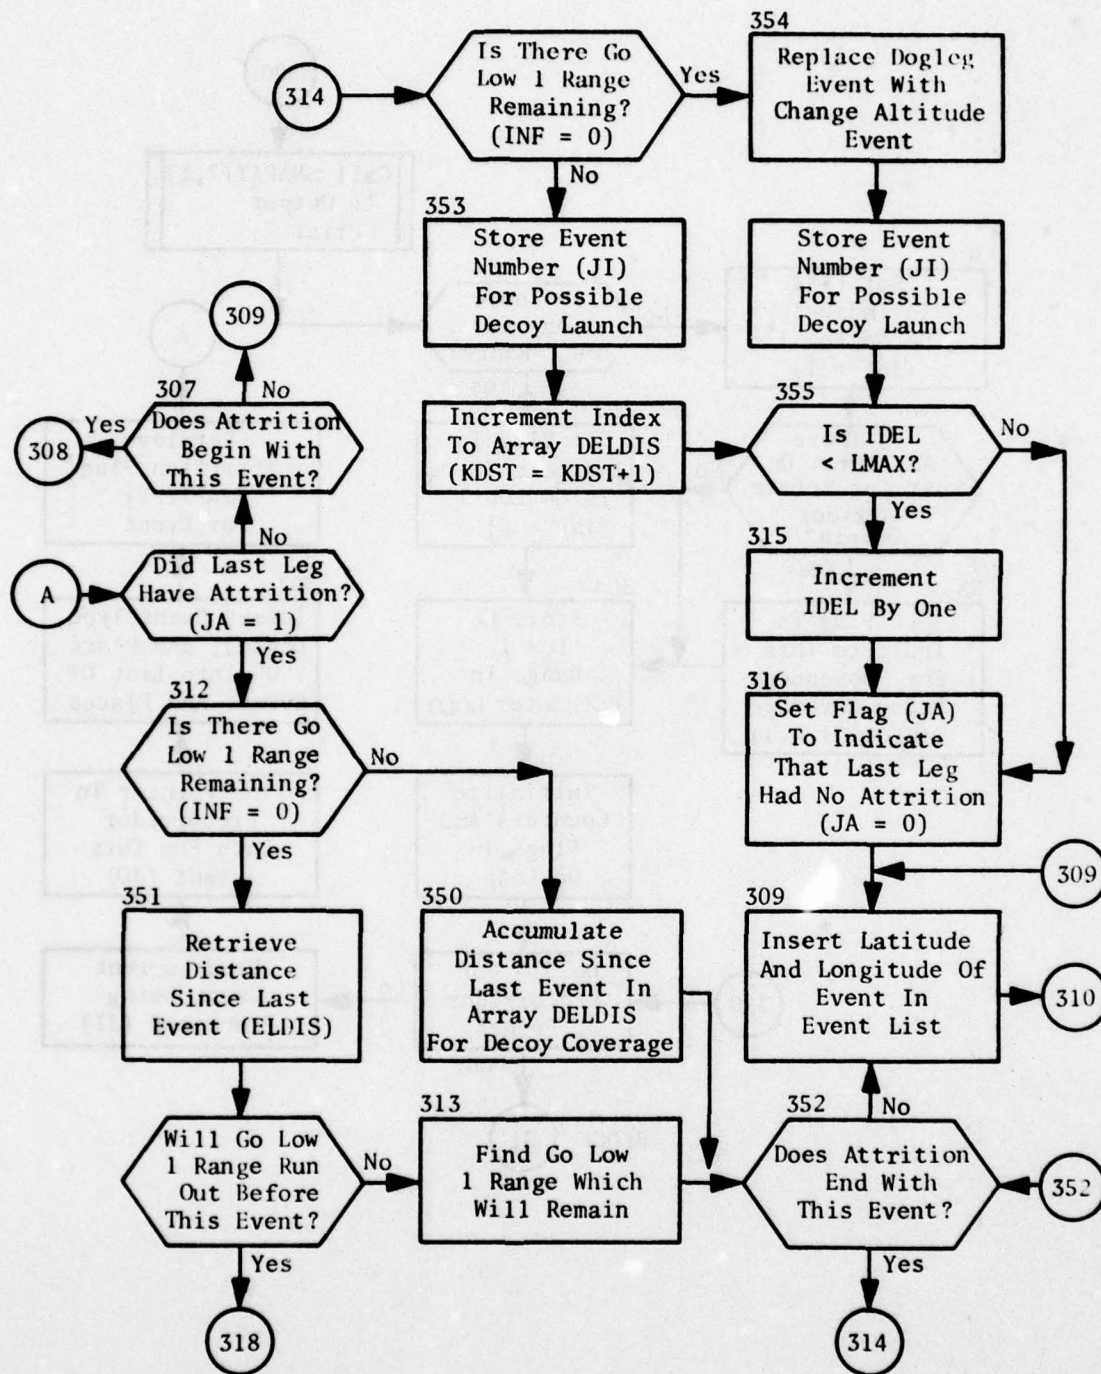 314
Is There Go
Low 1 Range
Remaining?
(INF = 0)
Yes
No
354
Replace Dogleg
Event With
Change Altitude
Event
353
Store Event
Number (JI)
For Possible
Decoy Launch
Store Event
Number (JI)
For Possible
Decoy Launch
309
No
307
Yes
Does Attrition
Begin With
This Event?
308
Increment Index
To Array DELDIS
(KDST = KDST+1)
355
Is IDEL
< LMAX?
No
Yes
No
A
Did Last Leg
Have Attrition?
(JA = 1)
Yes
315
Increment
IDEL By One
312
Is There Go
Low 1 Range
Remaining?
(INF = 0)
No
Yes
316
Set Flag (JA)
To Indicate
That Last Leg
Had No Attrition
(JA = 0)
309
351
Retrieve
Distance
Since Last
Event (ELDIS)
350
Accumulate
Distance Since
Last Event In
Array DELDIS
For Decoy Coverage
309
Insert Latitude
And Longitude Of
Event In
Event List
310
Will Go Low
1 Range Run
Out Before
This Event?
No
Yes
313
Find Go Low
1 Range Which
Will Remain
352
No
Does Attrition
End With
This Event?
352
Yes
318
314